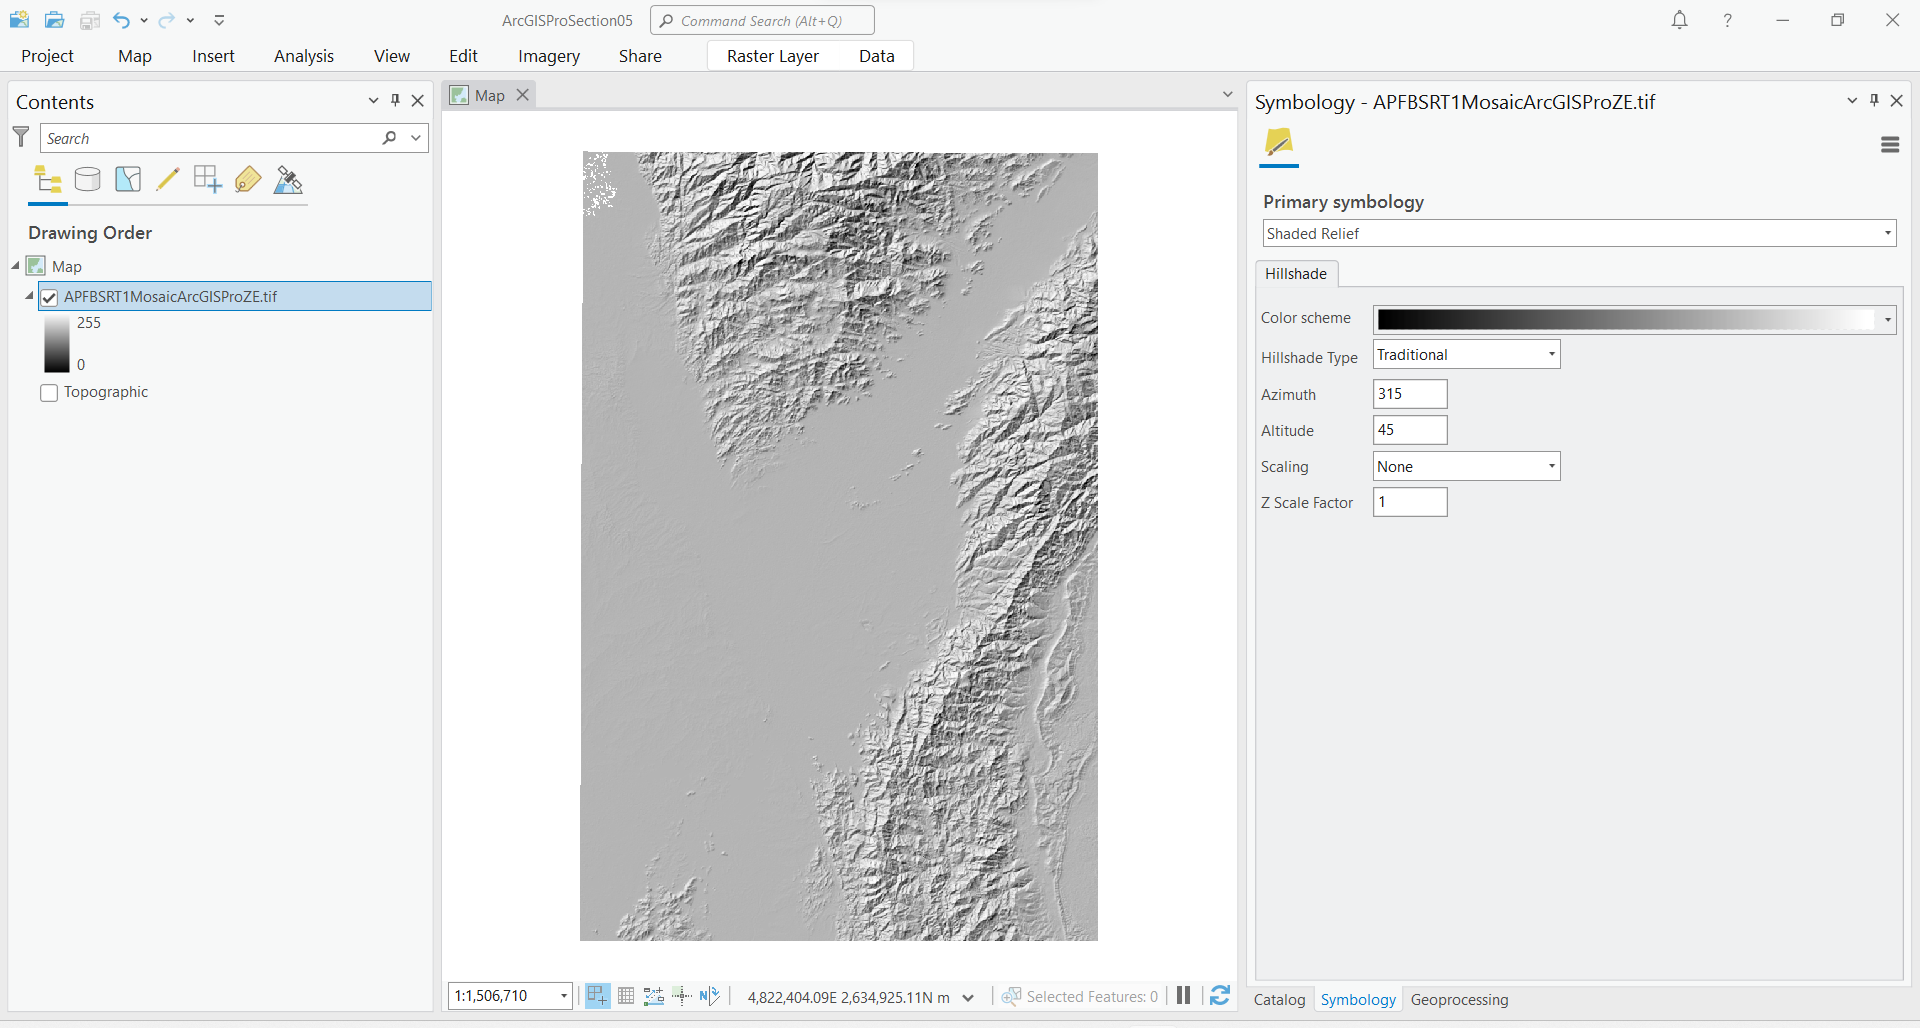 ArcGISProSection05
Command Search (Alt+Q)
?
Project Map Insert Analysis View Edit Imagery Share Raster Layer Data
Contents
Search
Drawing Order
Map
APFBSRT1MosaicArcGISProZE.tif
255
0
Topographic
Map
1:1,506,710
N
4,822,404.09E 2,634,925.11N m
Selected Features: 0
Symbology - APFBSRT1MosaicArcGISProZE.tif
Primary symbology
Shaded Relief
Hillshade
Color scheme
Hillshade Type Traditional
Azimuth 315
Altitude 45
Scaling None
Z Scale Factor 1
Catalog Symbology Geoprocessing